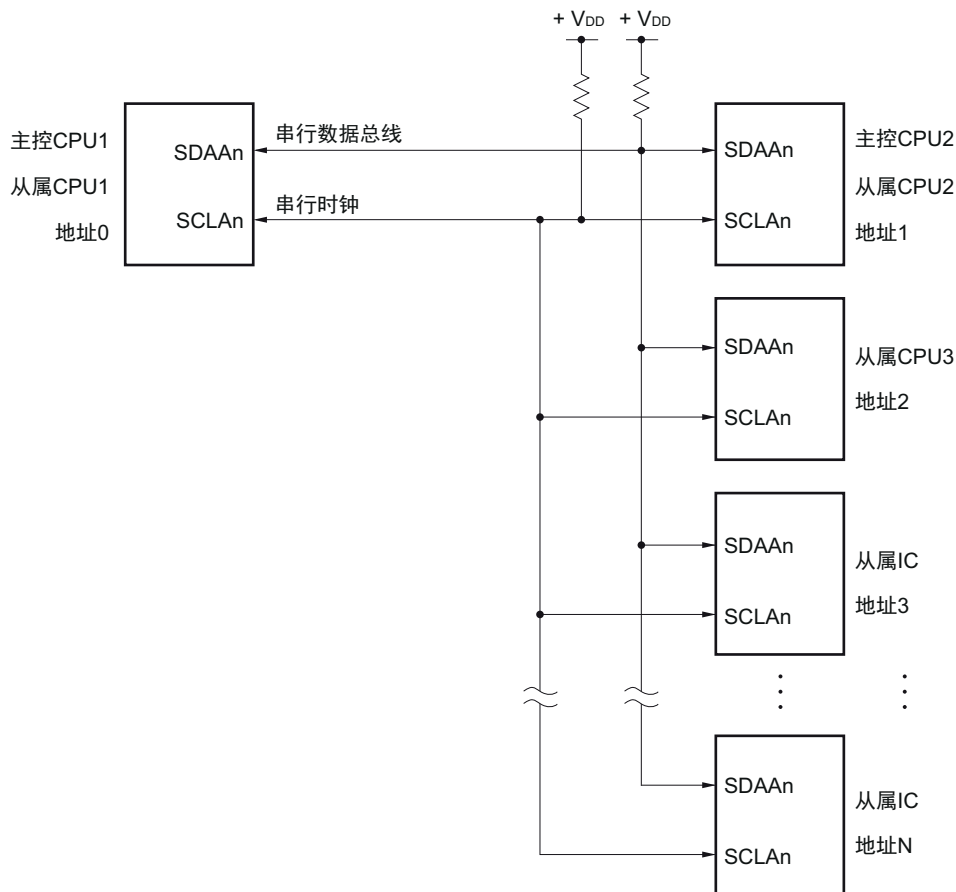 + VDD + VDD
主控CPU1
从属CPU1
地址0
SDAAn
SCLAn
串行数据总线
串行时钟
SDAAn
SCLAn
主控CPU2
从属CPU2
地址1
SDAAn
SCLAn
从属CPU3
地址2
SDAAn
SCLAn
从属IC
地址3
SDAAn
SCLAn
从属IC
地址N